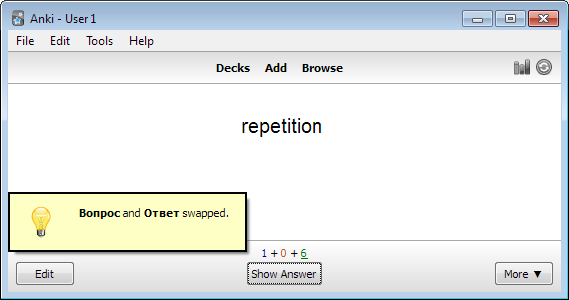 Anki - User 1
File Edit Tools Help
Decks Add Browse
repetition
Вопрос and Ответ swapped.
1 + 0 + 6
Edit Show Answer More ▼